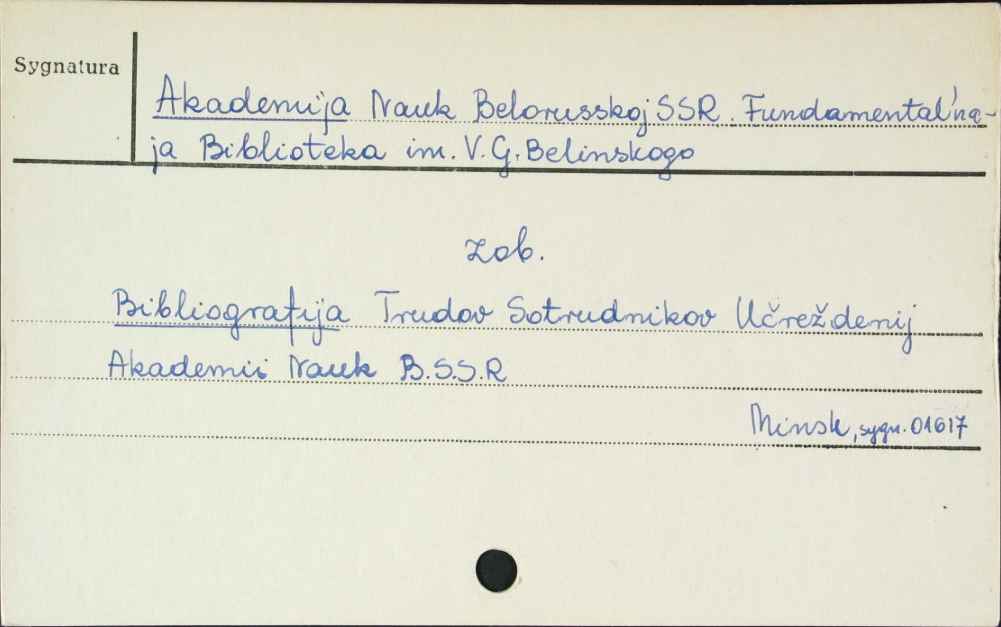 Sygnatura
Akademija Nauk Belorusskoj SSR. Fundamental'na-
ja Biblioteka im. V. G. Belinskogo
zob.
Bibliografija Trudov Sotrudnikov Učreždenij
Akademii Nauk B.S.S.R
Minsk, sygn. 01617